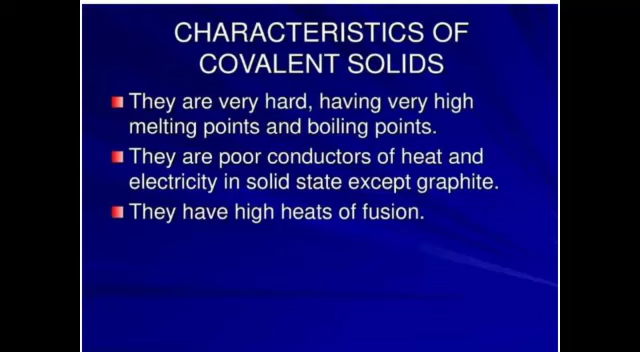 CHARACTERISTICS OF
COVALENT SOLIDS
They are very hard, having very high
melting points and boiling points.
They are poor conductors of heat and
electricity in solid state except graphite.
They have high heats of fusion.